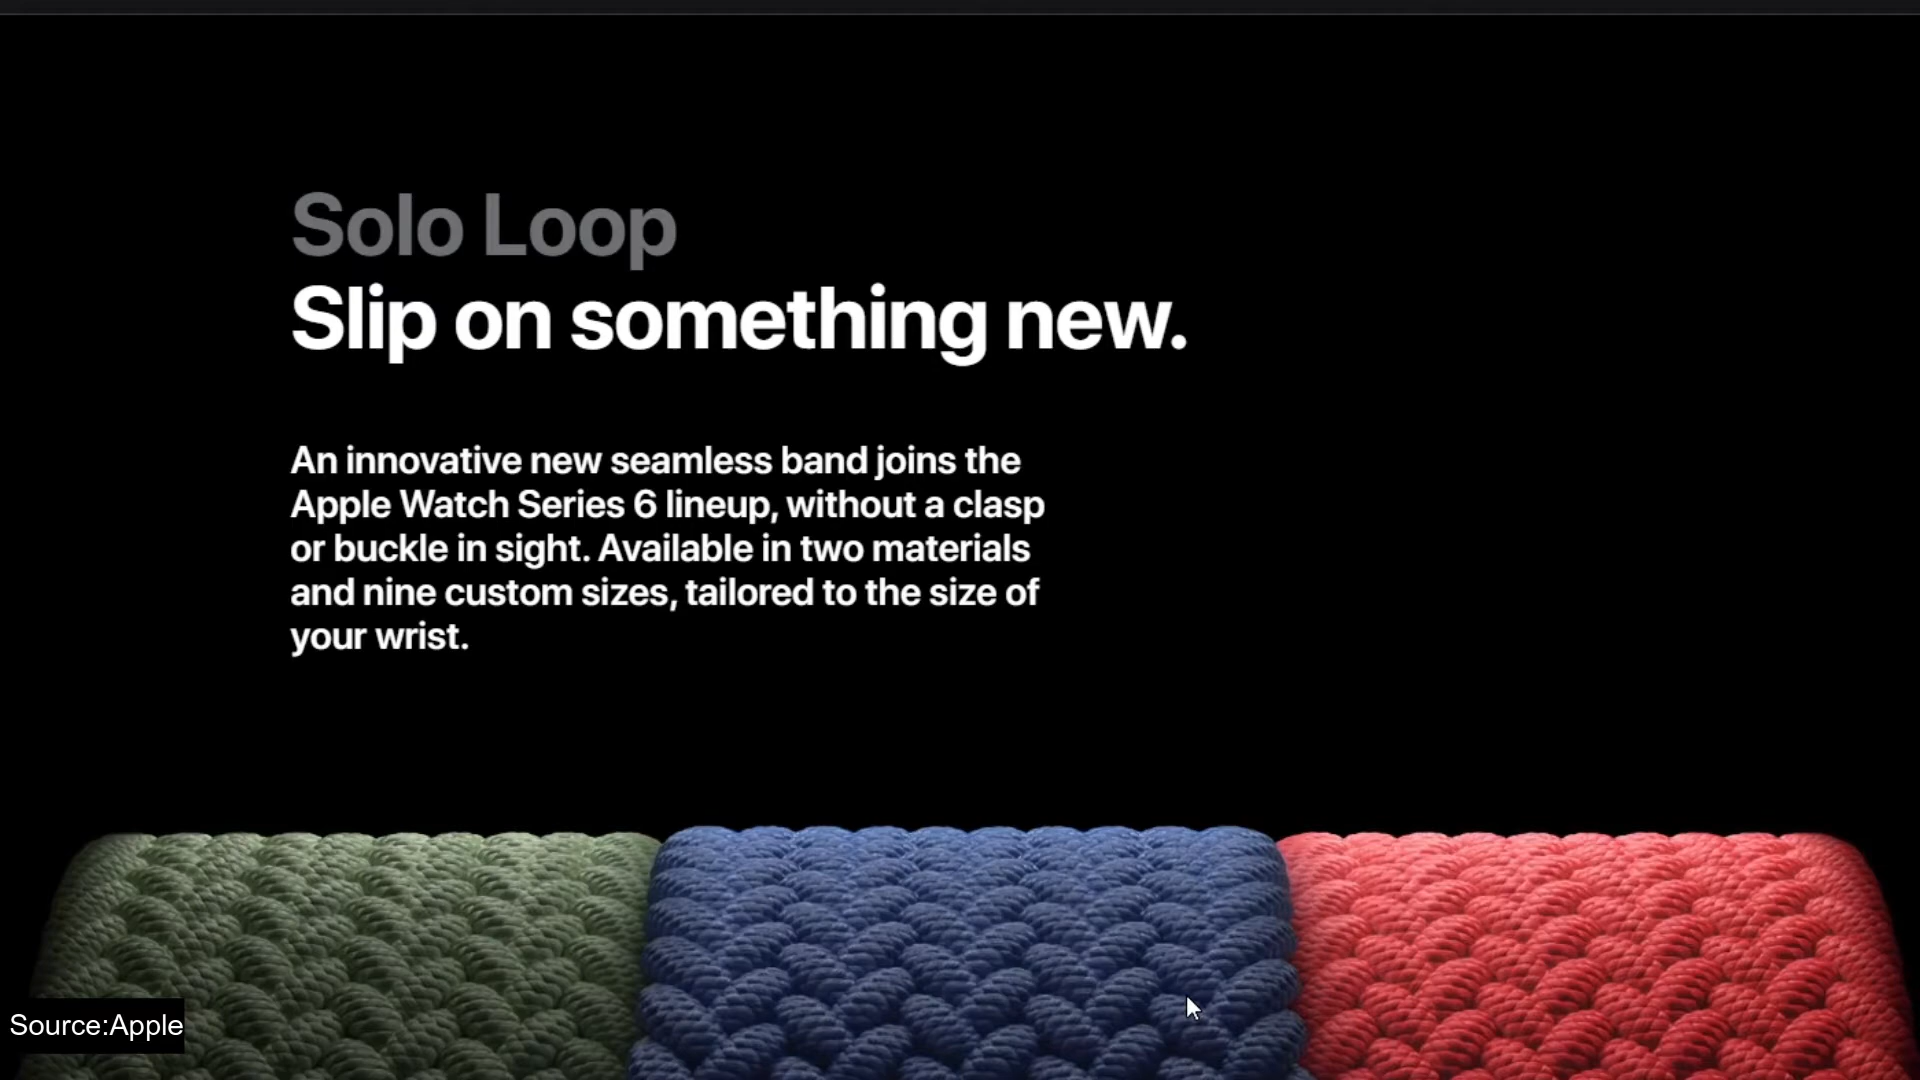 Solo Loop
Slip on something new.
An innovative new seamless band joins the
Apple Watch Series 6 lineup, without a clasp
or buckle in sight. Available in two materials
and nine custom sizes, tailored to the size of
your wrist.
Source:Apple